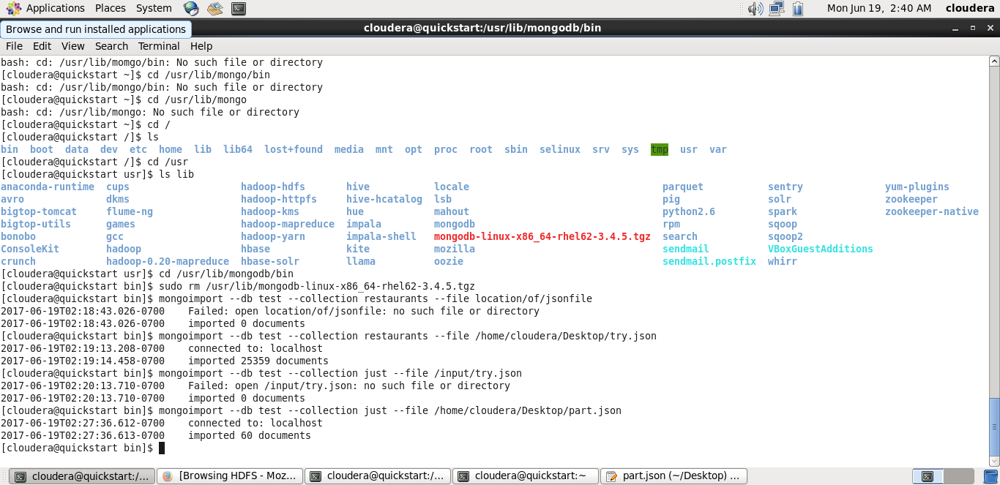 Applications Places System Mon Jun 19, 2:40 AM cloudera
Browse and run installed applications
cloudera@quickstart:/usr/lib/mongodb/bin
File Edit View Search Terminal Help
bash: cd: /usr/lib/momgo/bin: No such file or directory
[cloudera@quickstart ~]$ cd /usr/lib/mongo/bin
bash: cd: /usr/lib/mongo/bin: No such file or directory
[cloudera@quickstart ~]$ cd /usr/lib/mongo
bash: cd: /usr/lib/mongo: No such file or directory
[cloudera@quickstart ~]$ cd /
[cloudera@quickstart /]$ ls
bin boot data dev etc home lib lib64 lost+found media mnt opt proc root sbin selinux srv sys tmp usr var
[cloudera@quickstart /]$ cd /usr
[cloudera@quickstart usr]$ ls lib
anaconda-runtime cups hadoop-hdfs hive locale parquet sentry yum-plugins
avro dkms hadoop-httpfs hive-hcatalog lsb pig solr zookeeper
bigtop-tomcat flume-ng hadoop-kms hue mahout python2.6 spark zookeeper-native
bigtop-utils games hadoop-mapreduce impala mongodb rpm sqoop
bonobo gcc hadoop-yarn impala-shell mongodb-linux-x86_64-rhel62-3.4.5.tgz search sqoop2
ConsoleKit hadoop hbase kite mozilla sendmail VBoxGuestAdditions
crunch hadoop-0.20-mapreduce hbase-solr llama oozie sendmail.postfix whirr
[cloudera@quickstart usr]$ cd /usr/lib/mongodb/bin
[cloudera@quickstart bin]$ sudo rm /usr/lib/mongodb-linux-x86_64-rhel62-3.4.5.tgz
[cloudera@quickstart bin]$ mongoimport --db test --collection restaurants --file location/of/jsonfile
2017-06-19T02:18:43.026-0700 Failed: open location/of/jsonfile: no such file or directory
2017-06-19T02:18:43.026-0700 imported 0 documents
[cloudera@quickstart bin]$ mongoimport --db test --collection restaurants --file /home/cloudera/Desktop/try.json
2017-06-19T02:19:13.208-0700 connected to: localhost
2017-06-19T02:19:14.458-0700 imported 25359 documents
[cloudera@quickstart bin]$ mongoimport --db test --collection just --file /input/try.json
2017-06-19T02:20:13.710-0700 Failed: open /input/try.json: no such file or directory
2017-06-19T02:20:13.710-0700 imported 0 documents
[cloudera@quickstart bin]$ mongoimport --db test --collection just --file /home/cloudera/Desktop/part.json
2017-06-19T02:27:36.612-0700 connected to: localhost
2017-06-19T02:27:36.613-0700 imported 60 documents
[cloudera@quickstart bin]$
cloudera@quickstart:/... [Browsing HDFS - Moz... cloudera@quickstart:/... cloudera@quickstart:~ part.json (~/Desktop) ...